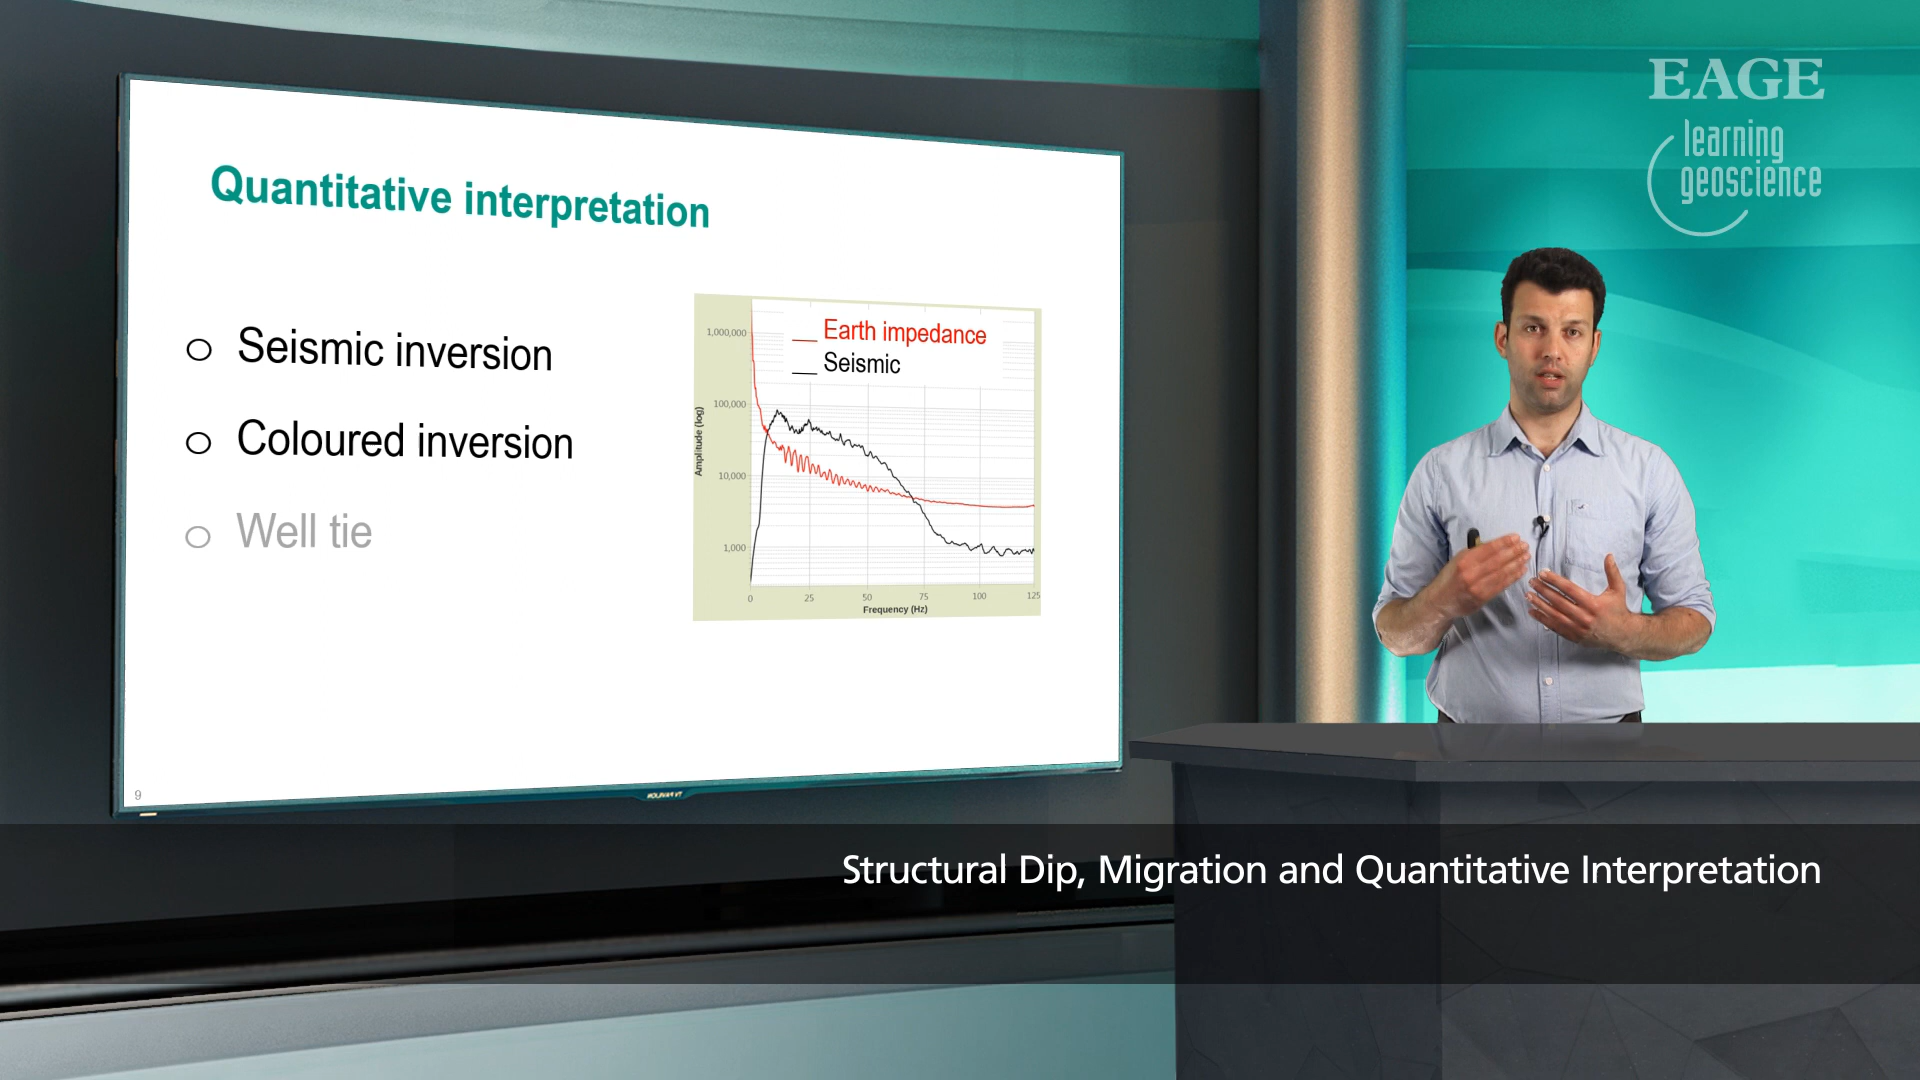 EAGE
learning
geoscience
Quantitative interpretation
Seismic inversion
Coloured inversion
Well tie
Earth impedance
Seismic
1,000,000
100,000
10,000
1,000
Amplitude (log)
0 25 50 75 100 125
Frequency (Hz)
9
Structural Dip, Migration and Quantitative Interpretation